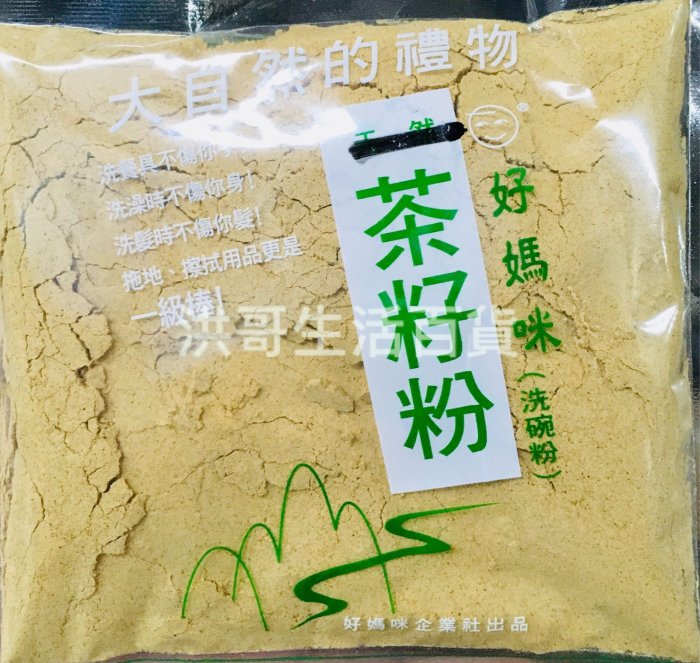 大自然的禮物
洗餐具不傷你
洗澡時不傷你身!
洗髮時不傷你髮!
拖地、擦拭用品更是
一級棒!
天然
茶籽粉
®
好媽咪(洗碗粉)
洪哥生活百貨
好媽咪企業社出品